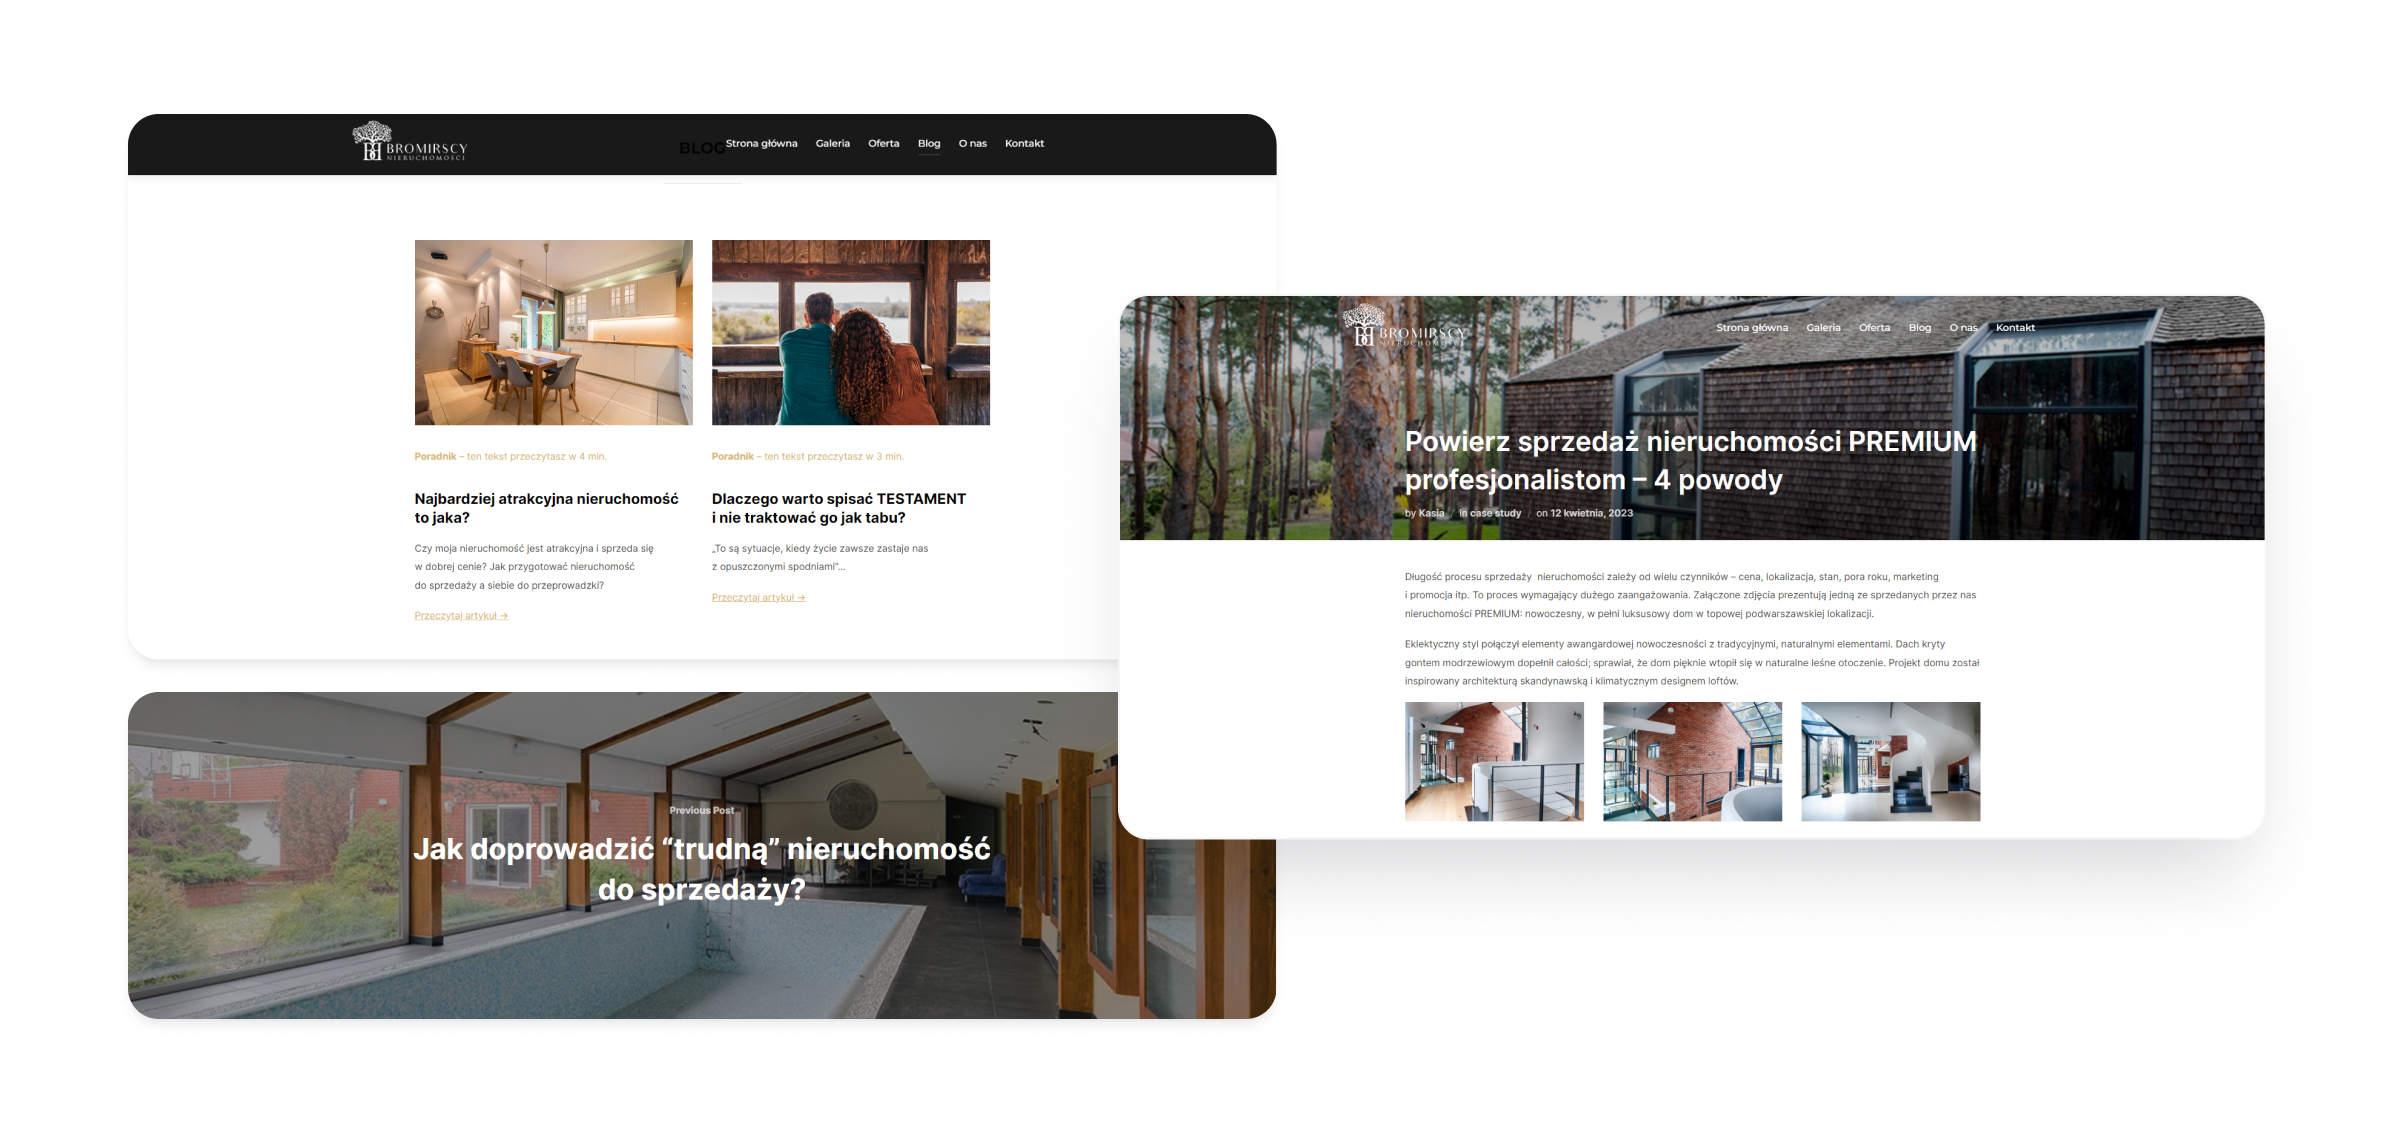 BROMIRSCY
NIERUCHOMOŚCI
BLOG
Strona główna Galeria Oferta Blog O nas Kontakt
Poradnik – ten tekst przeczytasz w 4 min.
Najbardziej atrakcyjna nieruchomość
to jaka?
Czy moja nieruchomość jest atrakcyjna i sprzeda się
w dobrej cenie? Jak przygotować nieruchomość
do sprzedaży a siebie do przeprowadzki?
Przeczytaj artykuł →
Poradnik – ten tekst przeczytasz w 3 min.
Dlaczego warto spisać TESTAMENT
i nie traktować go jak tabu?
„To są sytuacje, kiedy życie zawsze zastaje nas
z opuszczonymi spodniami”...
Przeczytaj artykuł →
Previous Post
Jak doprowadzić “trudną” nieruchomość
do sprzedaży?
BROMIRSCY
NIERUCHOMOŚCI
Strona główna Galeria Oferta Blog O nas Kontakt
Powierz sprzedaż nieruchomości PREMIUM
profesjonalistom – 4 powody
by Kasia / in case study / on 12 kwietnia, 2023
Długość procesu sprzedaży nieruchomości zależy od wielu czynników – cena, lokalizacja, stan, pora roku, marketing
i promocja itp. To proces wymagający dużego zaangażowania. Załączone zdjęcia prezentują jedną ze sprzedanych przez nas
nieruchomości PREMIUM: nowoczesny, w pełni luksusowy dom w topowej podwarszawskiej lokalizacji.
Eklektyczny styl połączył elementy awangardowej nowoczesności z tradycyjnymi, naturalnymi elementami. Dach kryty
gontem modrzewiowym dopełnił całości; sprawiał, że dom pięknie wtopił się w naturalne leśne otoczenie. Projekt domu został
inspirowany architekturą skandynawską i klimatycznym designem loftów.